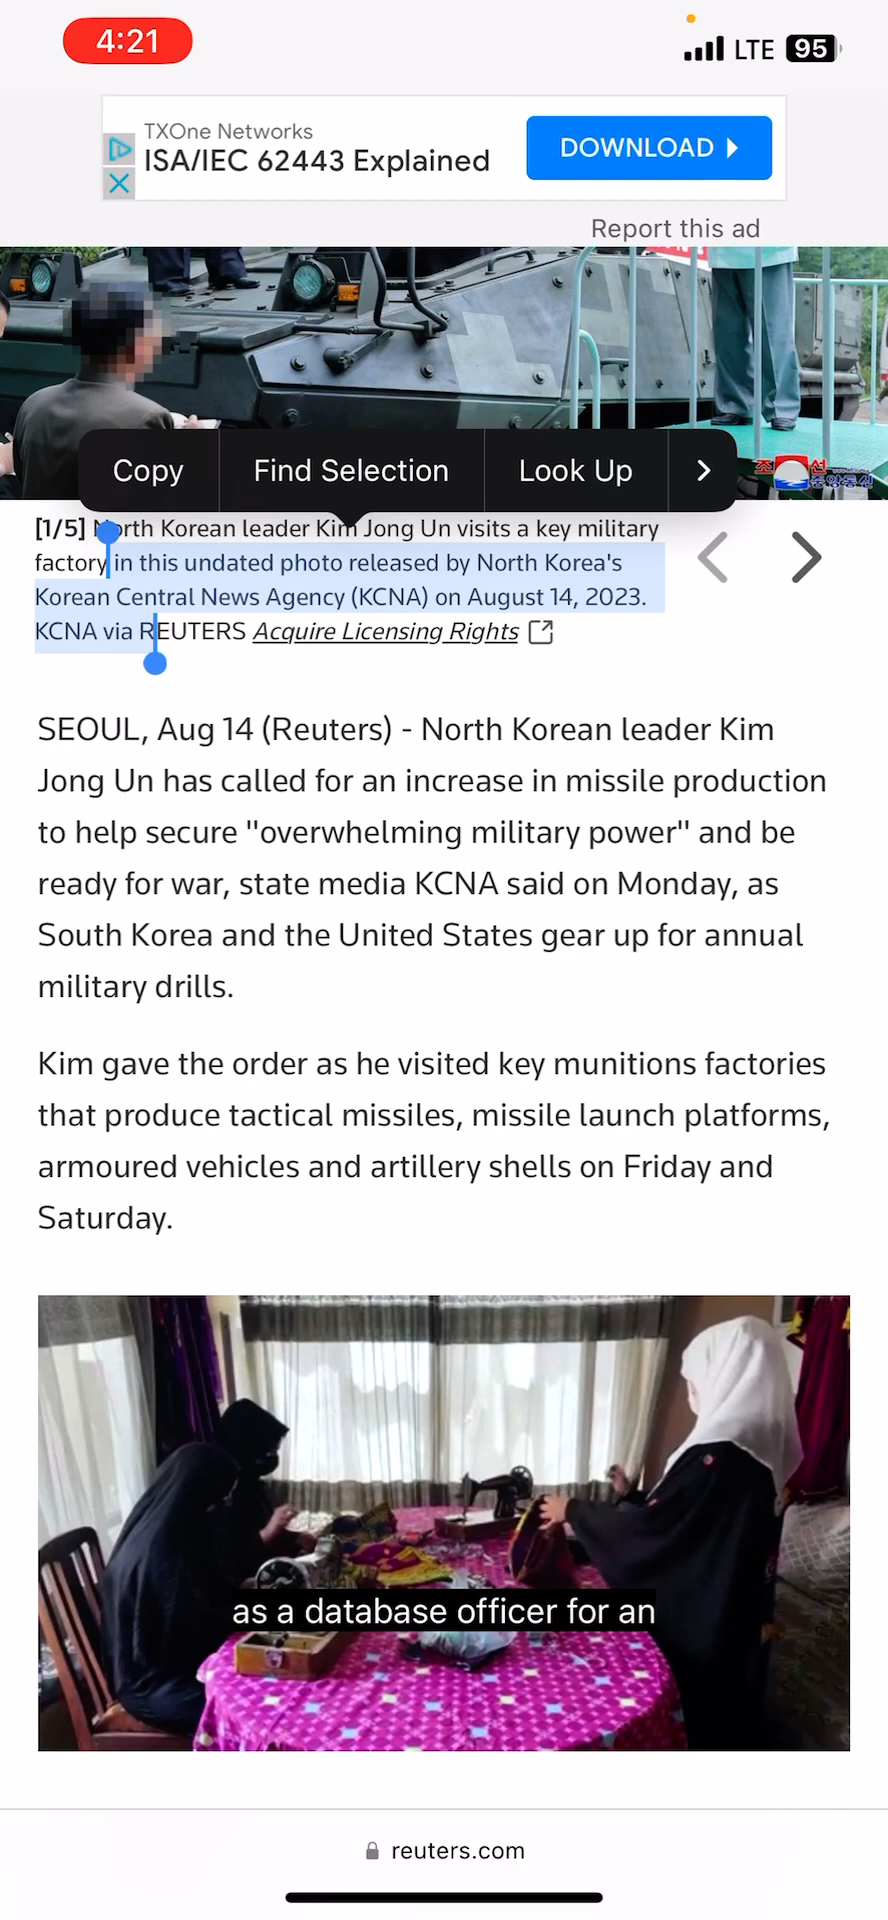 4:21
LTE 95
TXOne Networks
ISA/IEC 62443 Explained
DOWNLOAD
Report this ad
Copy
Find Selection
Look Up
조선
중앙통신
[1/5] North Korean leader Kim Jong Un visits a key military
factory in this undated photo released by North Korea's
Korean Central News Agency (KCNA) on August 14, 2023.
KCNA via REUTERS Acquire Licensing Rights
SEOUL, Aug 14 (Reuters) - North Korean leader Kim
Jong Un has called for an increase in missile production
to help secure "overwhelming military power" and be
ready for war, state media KCNA said on Monday, as
South Korea and the United States gear up for annual
military drills.
Kim gave the order as he visited key munitions factories
that produce tactical missiles, missile launch platforms,
armoured vehicles and artillery shells on Friday and
Saturday.
as a database officer for an
reuters.com